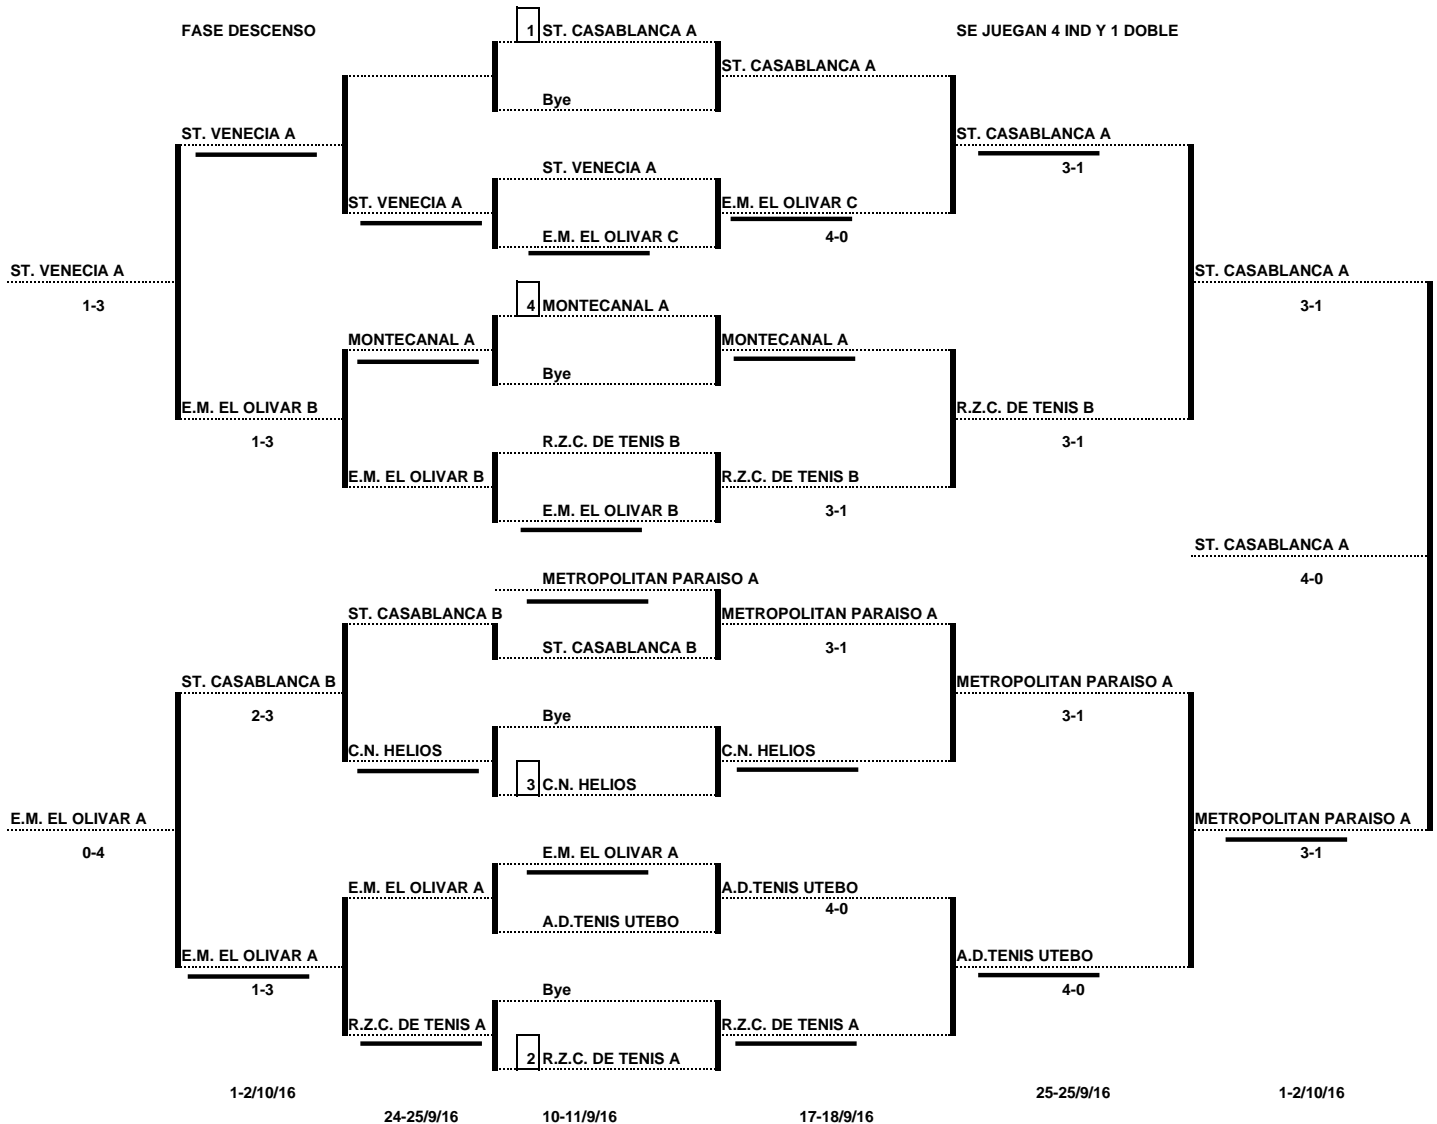 FASE DESCENSO
1 ST. CASABLANCA A
SE JUEGAN 4 IND Y 1 DOBLE
ST. CASABLANCA A
Bye
ST. VENECIA A
ST. CASABLANCA A
ST. VENECIA A
3-1
ST. VENECIA A
E.M. EL OLIVAR C
E.M. EL OLIVAR C
4-0
ST. VENECIA A
ST. CASABLANCA A
1-3
4 MONTECANAL A
3-1
MONTECANAL A
MONTECANAL A
Bye
E.M. EL OLIVAR B
R.Z.C. DE TENIS B
1-3
R.Z.C. DE TENIS B
3-1
E.M. EL OLIVAR B
R.Z.C. DE TENIS B
E.M. EL OLIVAR B
3-1
ST. CASABLANCA A
METROPOLITAN PARAISO A
4-0
ST. CASABLANCA B
METROPOLITAN PARAISO A
ST. CASABLANCA B
3-1
ST. CASABLANCA B
METROPOLITAN PARAISO A
2-3
Bye
3-1
C.N. HELIOS
C.N. HELIOS
3 C.N. HELIOS
E.M. EL OLIVAR A
METROPOLITAN PARAISO A
0-4
E.M. EL OLIVAR A
3-1
E.M. EL OLIVAR A
A.D.TENIS UTEBO
4-0
A.D.TENIS UTEBO
E.M. EL OLIVAR A
A.D.TENIS UTEBO
1-3
Bye
4-0
R.Z.C. DE TENIS A
R.Z.C. DE TENIS A
2 R.Z.C. DE TENIS A
1-2/10/16
25-25/9/16
1-2/10/16
24-25/9/16
10-11/9/16
17-18/9/16